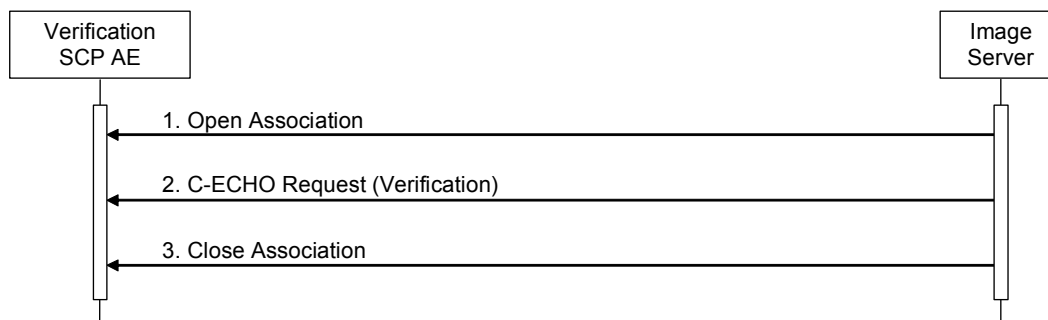 Verification
SCP AE
Image
Server
1. Open Association
2. C-ECHO Request (Verification)
3. Close Association